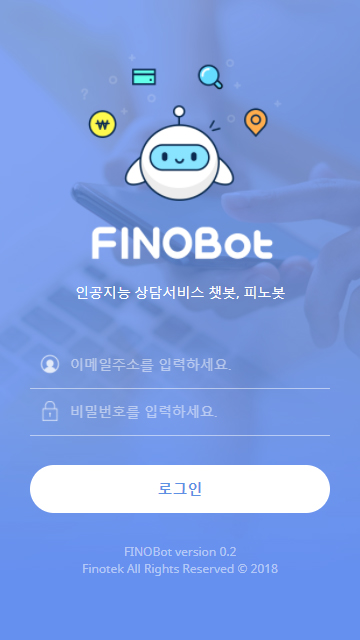 FINOBot
인공지능 상담서비스 챗봇, 피노봇
이메일주소를 입력하세요.
비밀번호를 입력하세요.
로그인
FINOBot version 0.2
Finotek All Rights Reserved © 2018